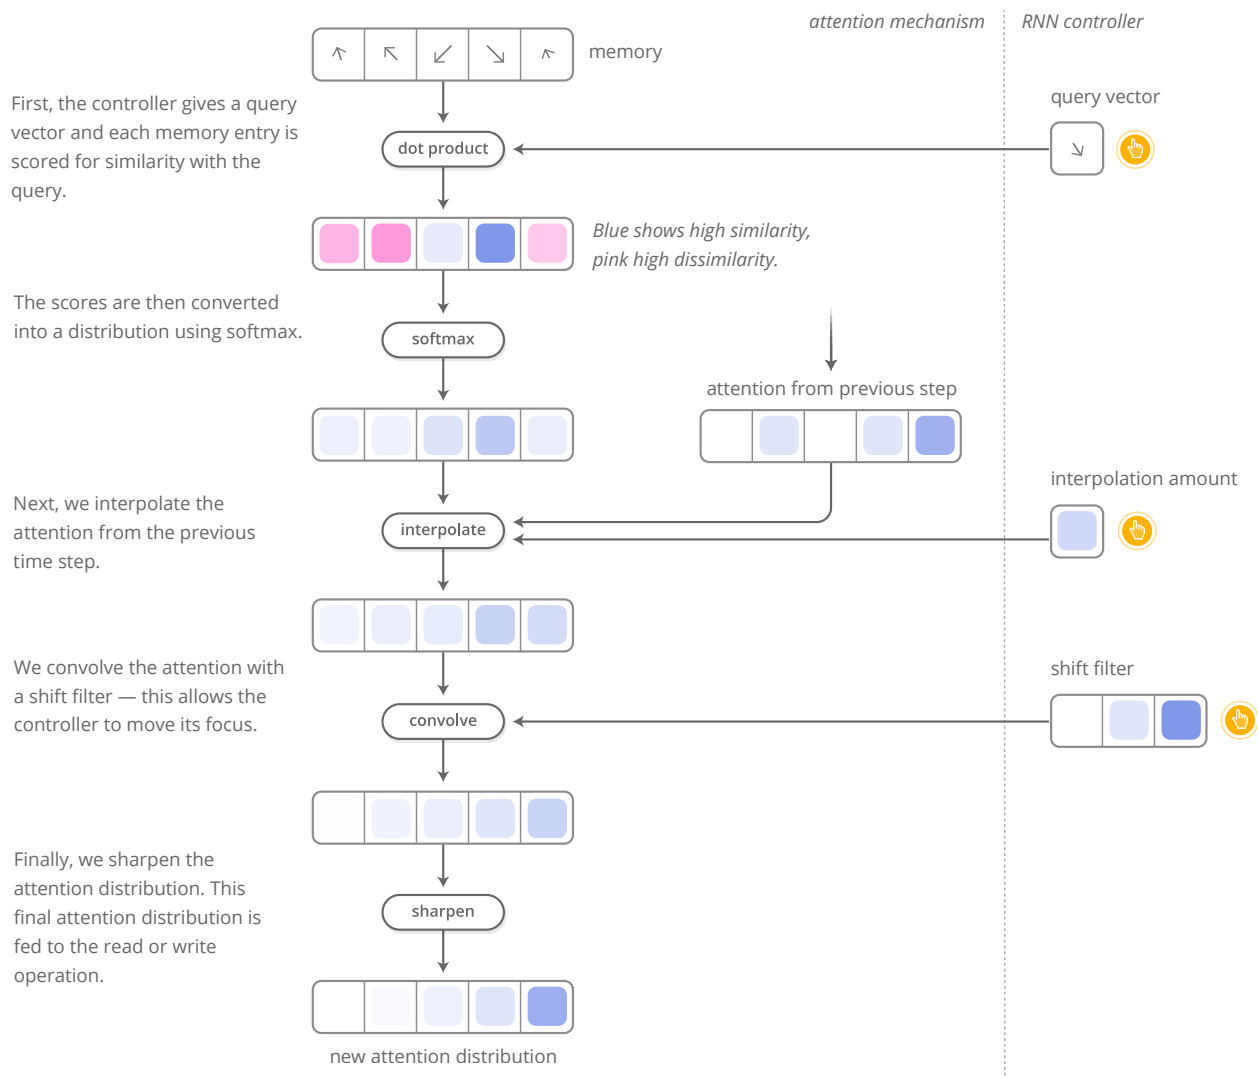 attention mechanism
RNN controller
memory
query vector
First, the controller gives a query
vector and each memory entry is
scored for similarity with the
query.
dot product
Blue shows high similarity,
pink high dissimilarity.
The scores are then converted
into a distribution using softmax.
softmax
attention from previous step
interpolation amount
Next, we interpolate the
attention from the previous
time step.
interpolate
We convolve the attention with
a shift filter — this allows the
controller to move its focus.
shift filter
convolve
Finally, we sharpen the
attention distribution. This
final attention distribution is
fed to the read or write
operation.
sharpen
new attention distribution